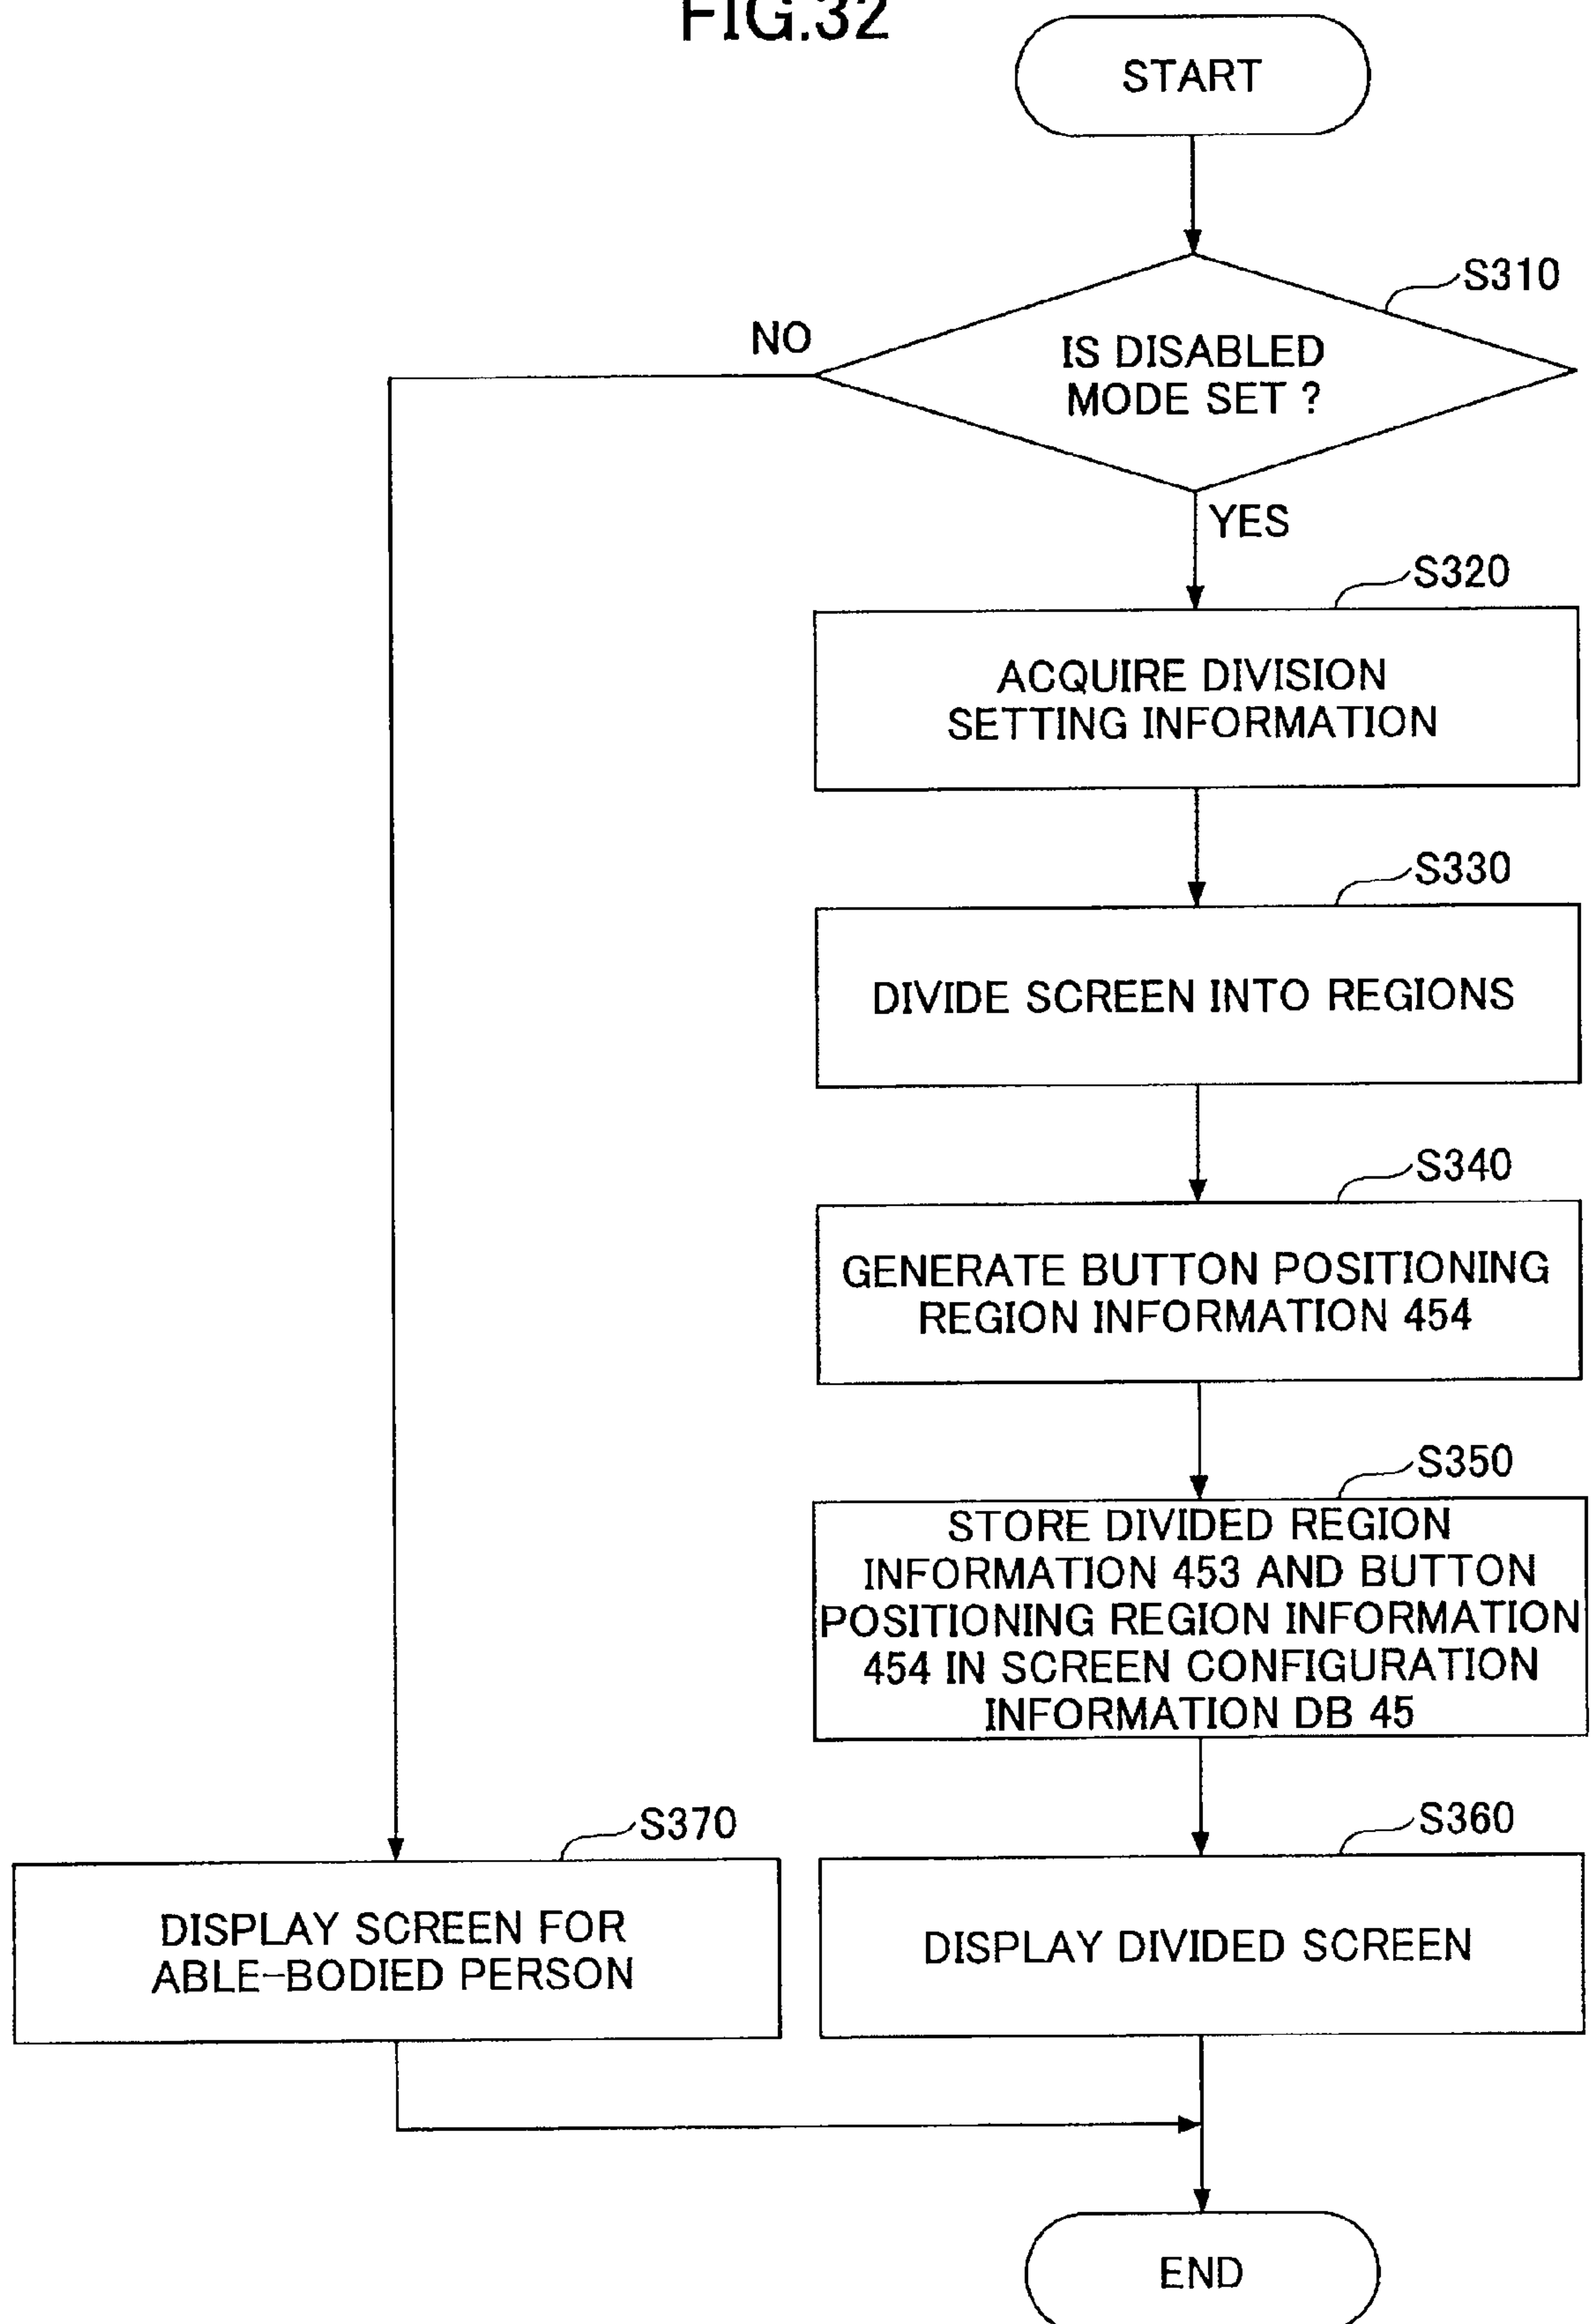 FIG.32
START
S310
NO
IS DISABLED
MODE SET ?
YES
S320
ACQUIRE DIVISION
SETTING INFORMATION
S330
DIVIDE SCREEN INTO REGIONS
S340
GENERATE BUTTON POSITIONING
REGION INFORMATION 454
S350
STORE DIVIDED REGION
INFORMATION 453 AND BUTTON
POSITIONING REGION INFORMATION
454 IN SCREEN CONFIGURATION
INFORMATION DB 45
S370
DISPLAY SCREEN FOR
ABLE-BODIED PERSON
S360
DISPLAY DIVIDED SCREEN
END